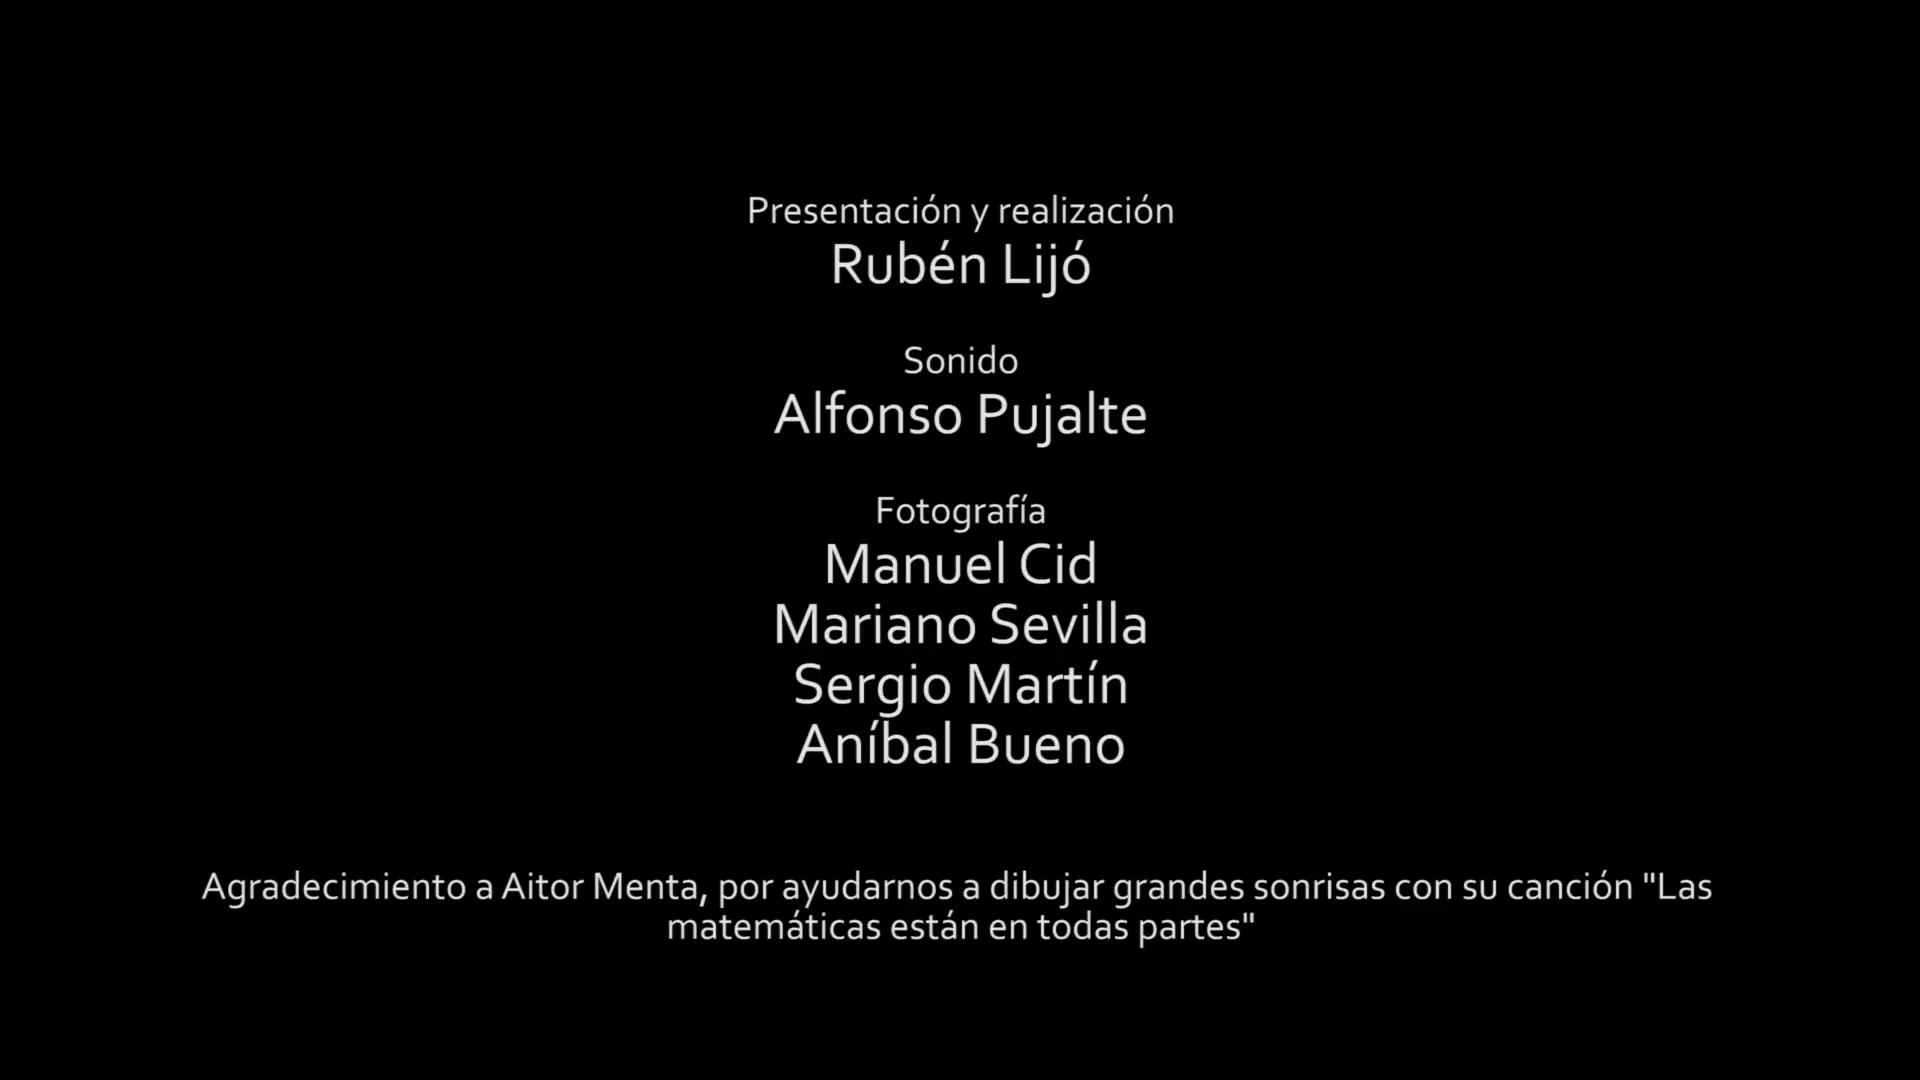 Presentación y realización
Rubén Lijó
Sonido
Alfonso Pujalte
Fotografía
Manuel Cid
Mariano Sevilla
Sergio Martín
Aníbal Bueno
Agradecimiento a Aitor Menta, por ayudarnos a dibujar grandes sonrisas con su canción "Las
matemáticas están en todas partes"